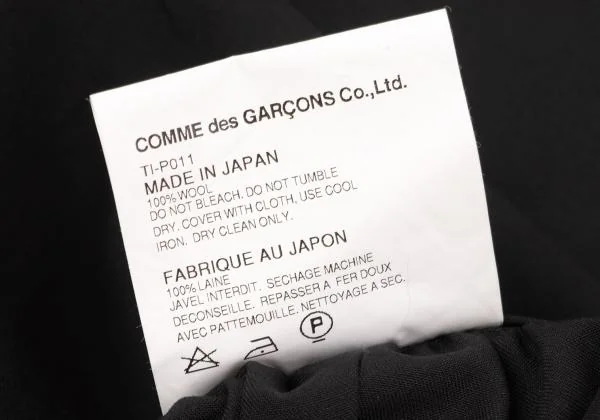 COMME des GARÇONS Co.,Ltd.
TI-P011
MADE IN JAPAN
100% WOOL
DO NOT BLEACH. DO NOT TUMBLE
DRY. COVER WITH CLOTH, USE COOL
IRON. DRY CLEAN ONLY.
FABRIQUE AU JAPON
100% LAINE
JAVEL INTERDIT. SECHAGE MACHINE
DECONSEILLE. REPASSER A FER DOUX
AVEC PATTEMOUILLE. NETTOYAGE A SEC.
P